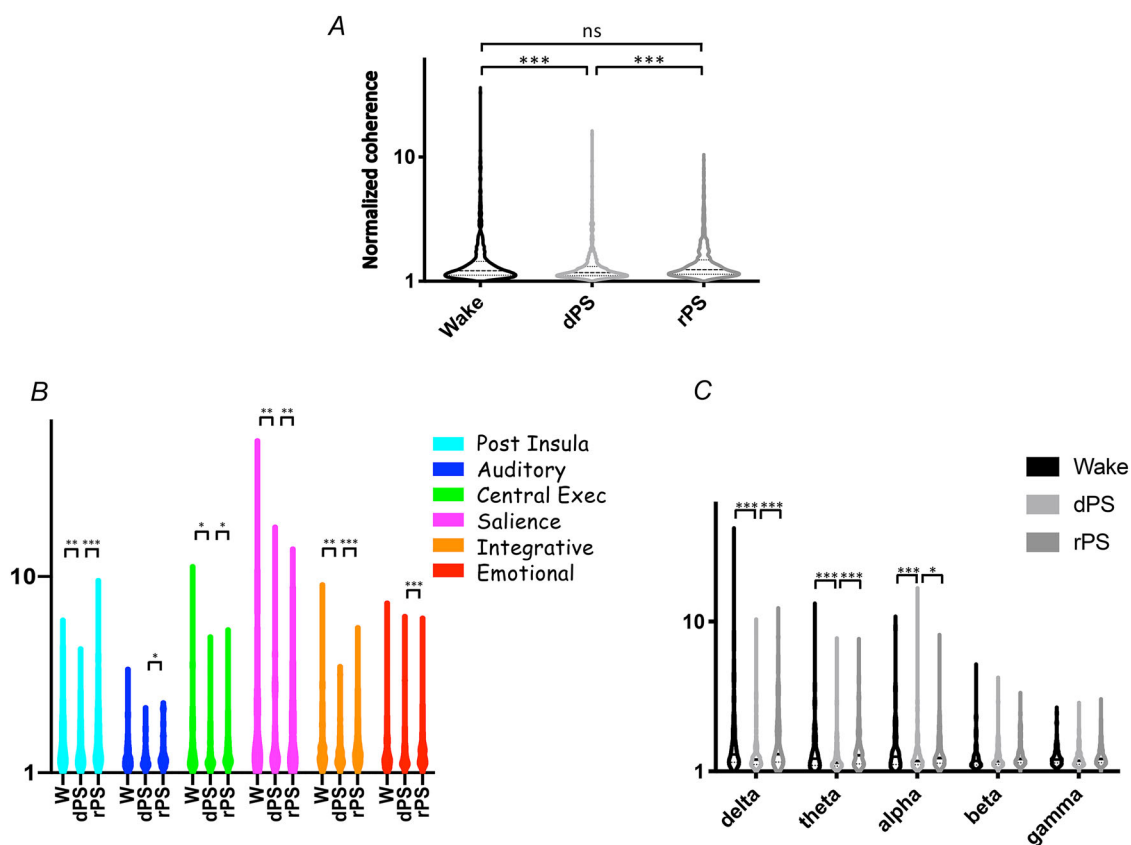 A
ns
*** ***
Normalized coherence
10
1
Wake dPS rPS
B
** ***
*
* *
** **
** ***
***
10
1
W dPS rPS W dPS rPS W dPS rPS W dPS rPS W dPS rPS W dPS rPS
Post Insula
Auditory
Central Exec
Salience
Integrative
Emotional
C
Wake
dPS
rPS
*** ***
*** ***
*** *
10
1
delta theta alpha beta gamma